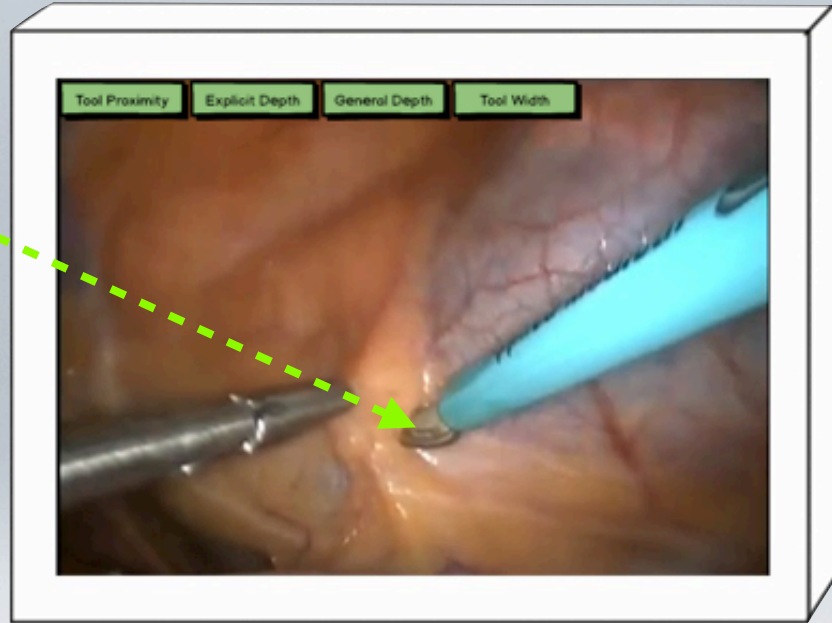 Tool Proximity
Explicit Depth
General Depth
Tool Width